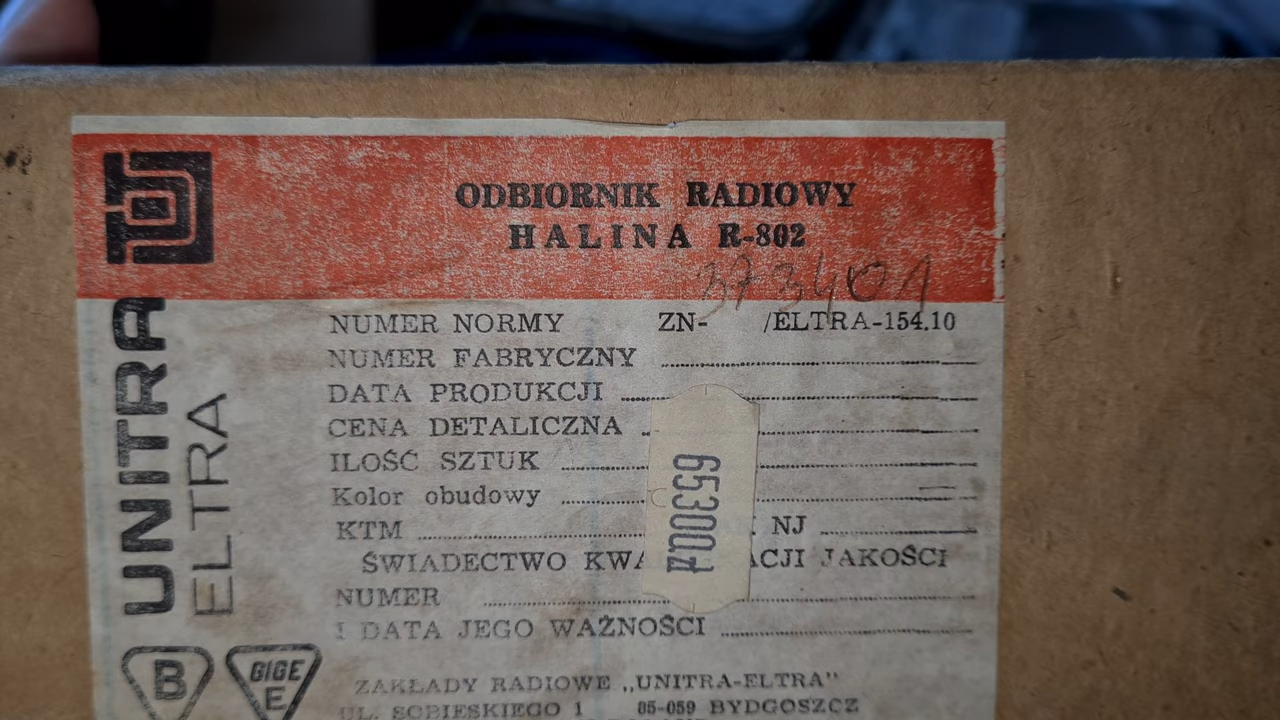 ODBIORNIK RADIOWY
HALINA R-802
373401
NUMER NORMY ZN- /ELTRA-154.10
NUMER FABRYCZNY
DATA PRODUKCJI
CENA DETALICZNA
ILOŚĆ SZTUK
Kolor obudowy
KTM NJ
ŚWIADECTWO KWA ACJI JAKOŚCI
NUMER
I DATA JEGO WAŻNOŚCI
ZAKŁADY RADIOWE „UNITRA-ELTRA”
UL. SOBIESKIEGO 1 85-059 BYDGOSZCZ
UNITRA
ELTRA
B
GIGE
E